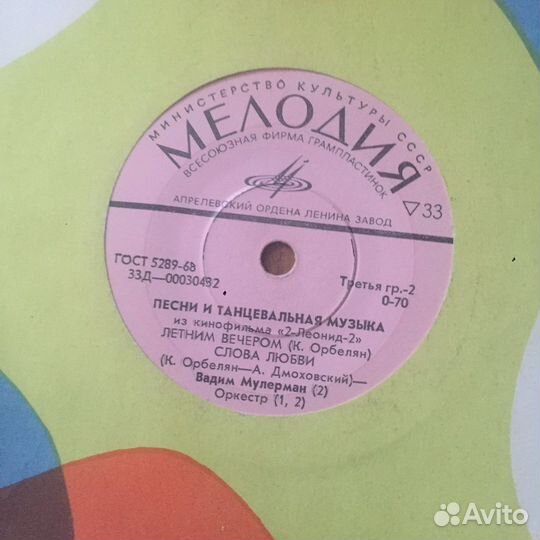 МИНИСТЕРСТВО КУЛЬТУРЫ СССР
МЕЛОДИЯ
ВСЕСОЮЗНАЯ ФИРМА ГРАМПЛАСТИНОК
АПРЕЛЕВСКИЙ ОРДЕНА ЛЕНИНА ЗАВОД
▽33
ГОСТ 5289-68
33Д—00030492
Третья гр.-2
0-70
ПЕСНИ И ТАНЦЕВАЛЬНАЯ МУЗЫКА
из кинофильма «2-Леонид-2»
ЛЕТНИМ ВЕЧЕРОМ (К. Орбелян)
СЛОВА ЛЮБВИ
(К. Орбелян—А. Дмоховский)—
Вадим Мулерман (2)
Оркестр (1, 2)
Avito